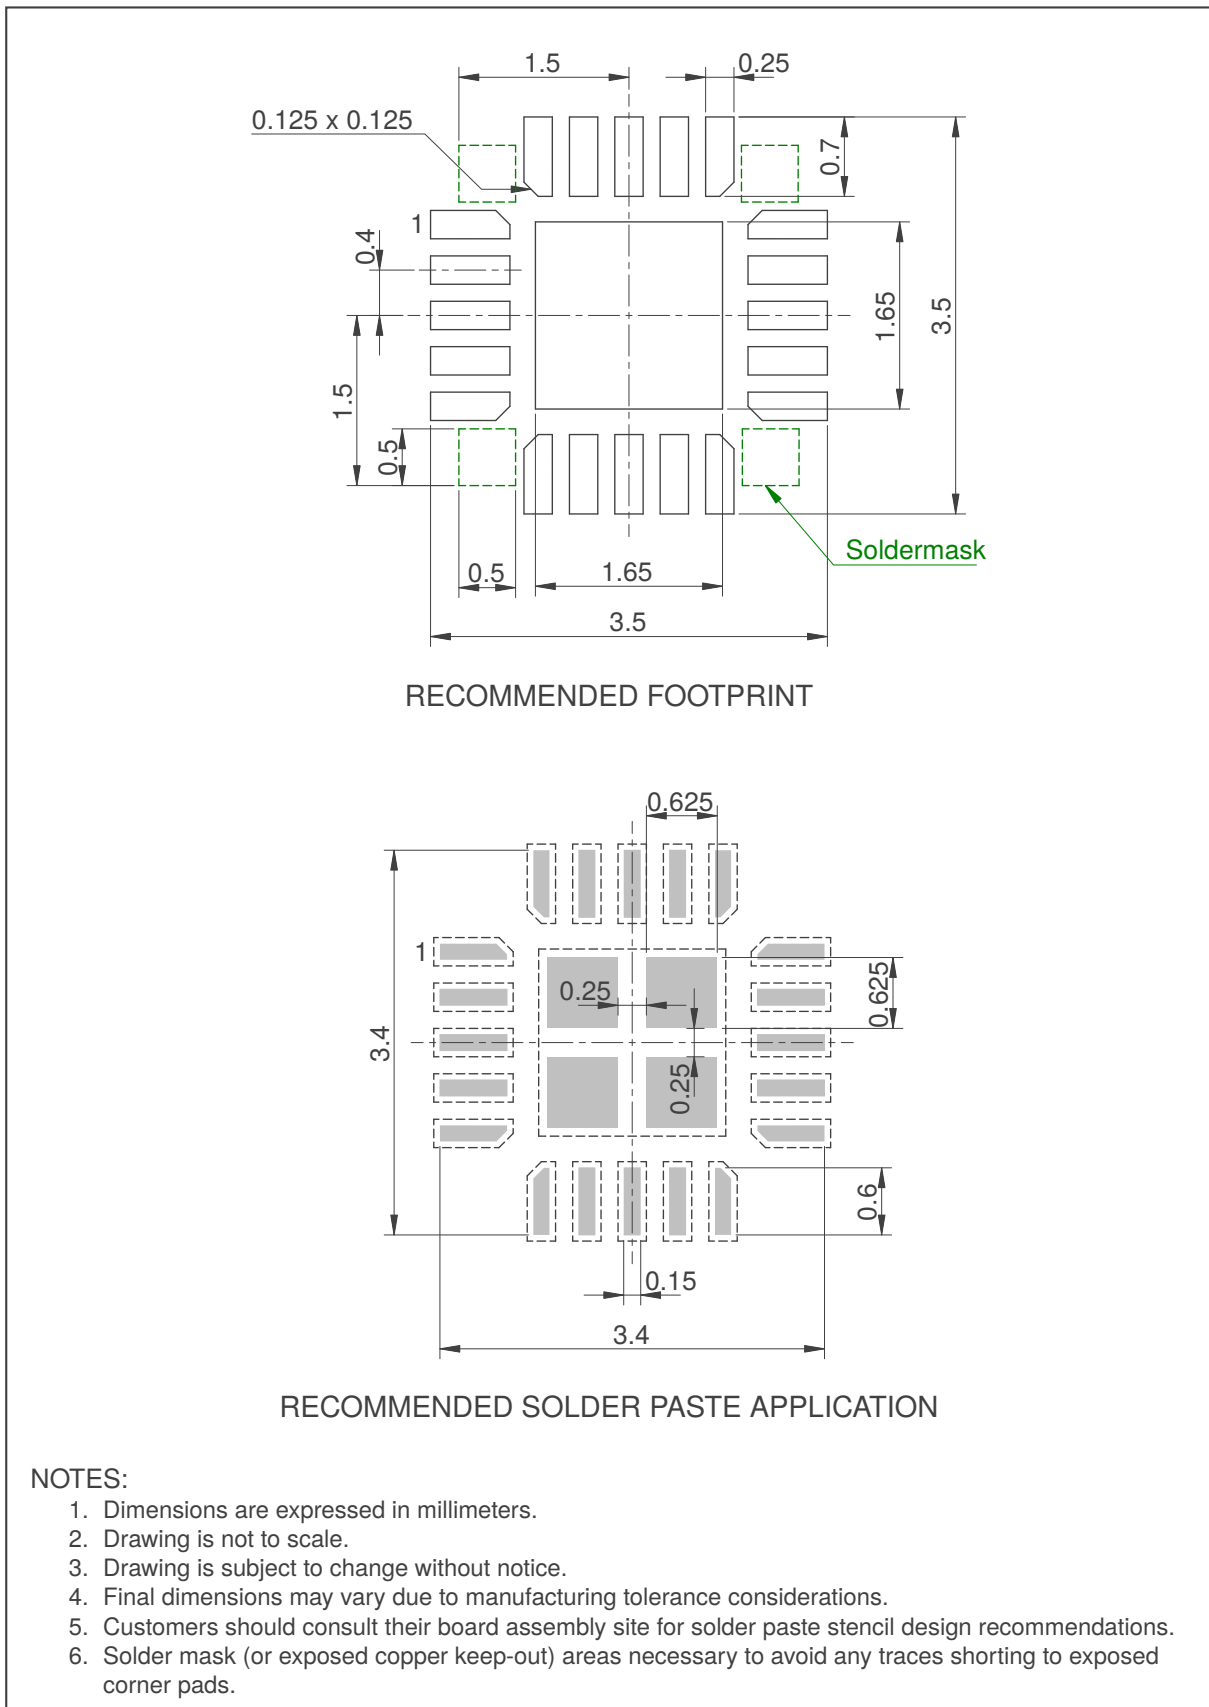 1.5
0.25
0.125 x 0.125
0.7
1
0.4
1.65
3.5
1.5
0.5
Soldermask
0.5
1.65
3.5
RECOMMENDED FOOTPRINT
0.625
1
0.25
0.625
3.4
0.25
0.6
0.15
3.4
RECOMMENDED SOLDER PASTE APPLICATION
NOTES:
1. Dimensions are expressed in millimeters.
2. Drawing is not to scale.
3. Drawing is subject to change without notice.
4. Final dimensions may vary due to manufacturing tolerance considerations.
5. Customers should consult their board assembly site for solder paste stencil design recommendations.
6. Solder mask (or exposed copper keep-out) areas necessary to avoid any traces shorting to exposed
corner pads.